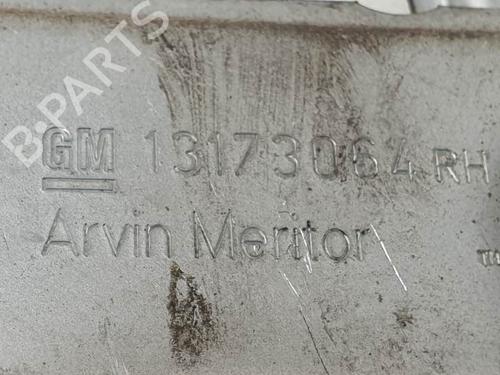 B-PARTS
GM 13173064 RH
Arvin Meritor